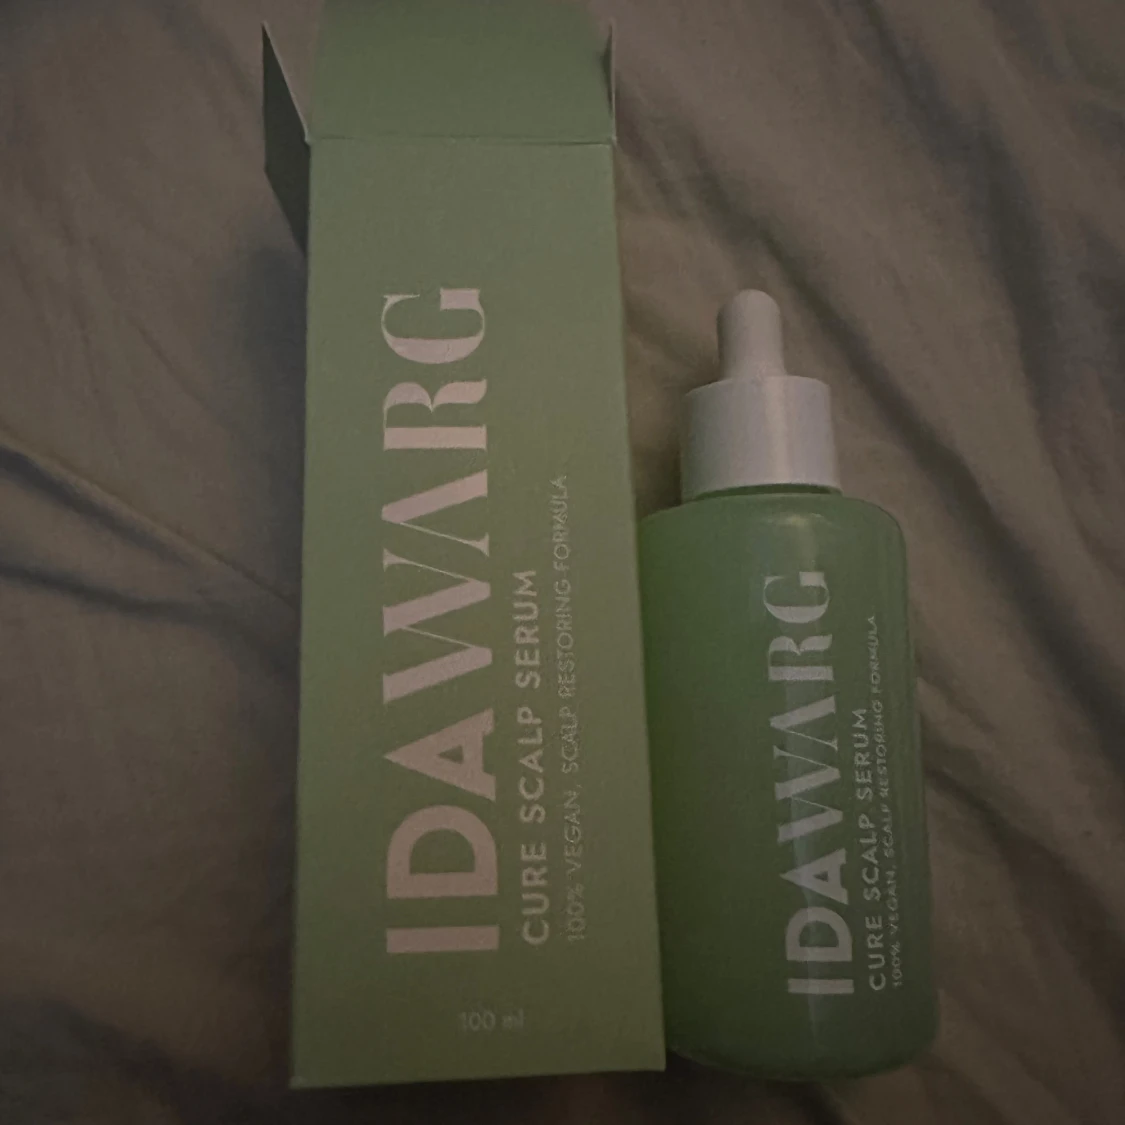 IDAWARG
CURE SCALP SERUM
100% VEGAN, SCALP RESTORING FORMULA
100 ml
IDAWARG
CURE SCALP SERUM
100% VEGAN, SCALP RESTORING FORMULA